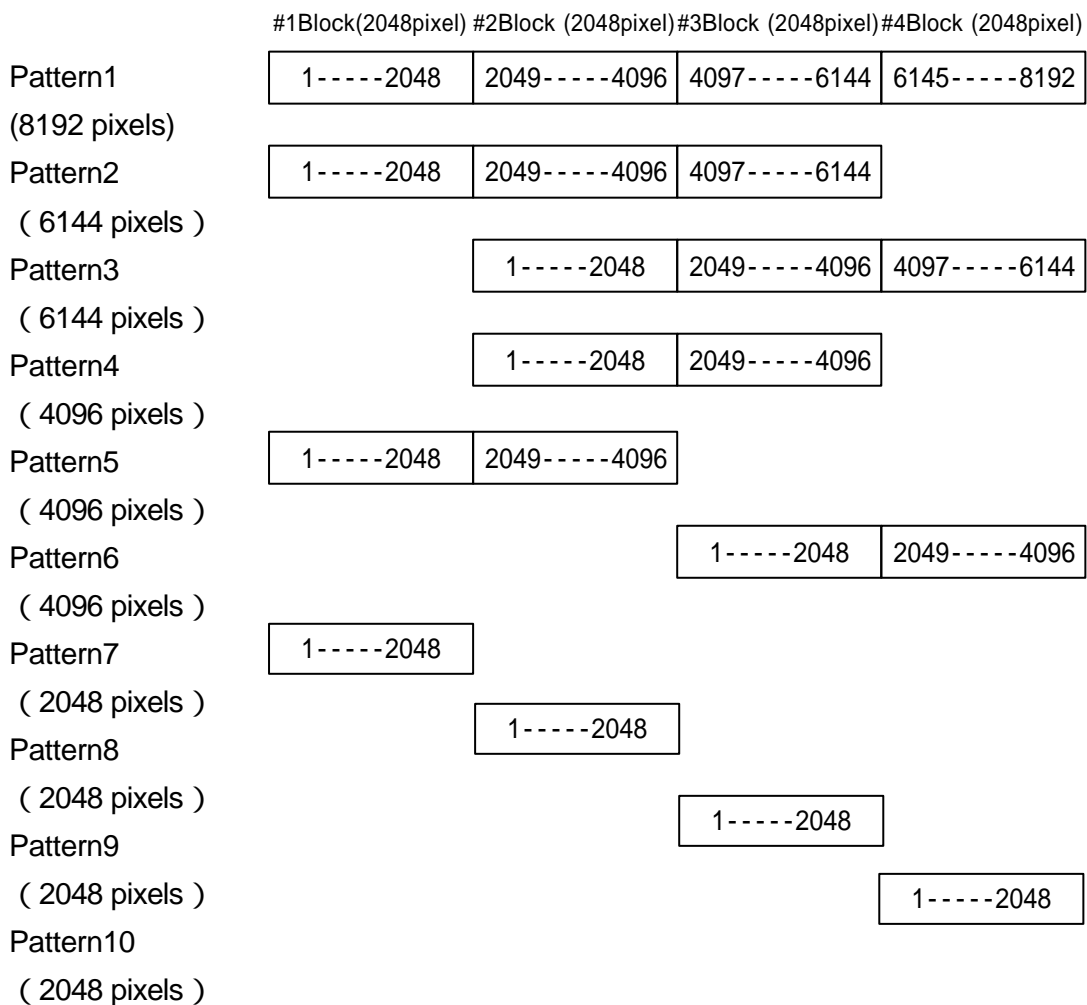 #1Block(2048pixel) #2Block (2048pixel) #3Block (2048pixel) #4Block (2048pixel)
Pattern1 1-----2048 2049-----4096 4097-----6144 6145-----8192
(8192 pixels)
Pattern2 1-----2048 2049-----4096 4097-----6144
( 6144 pixels )
Pattern3 1-----2048 2049-----4096 4097-----6144
( 6144 pixels )
Pattern4 1-----2048 2049-----4096
( 4096 pixels )
Pattern5 1-----2048 2049-----4096
( 4096 pixels )
Pattern6 1-----2048 2049-----4096
( 4096 pixels )
Pattern7 1-----2048
( 2048 pixels )
1-----2048
Pattern8
( 2048 pixels )
1-----2048
Pattern9
( 2048 pixels )
1-----2048
Pattern10
( 2048 pixels )